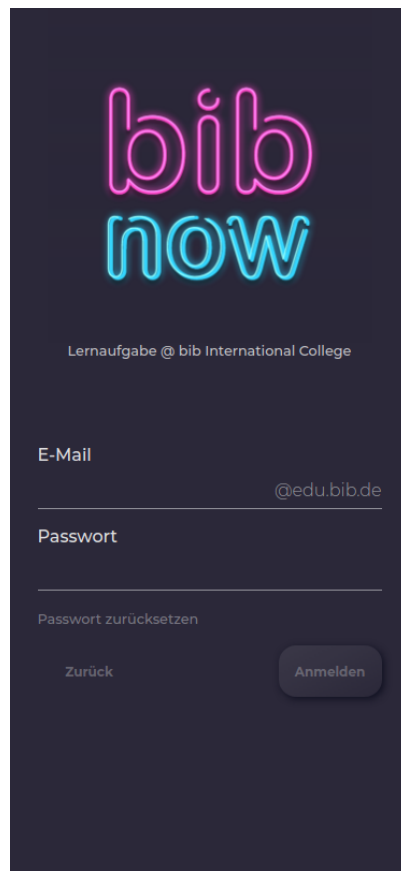 bib
now
Lernaufgabe @ bib International College
E-Mail
@edu.bib.de
Passwort
Passwort zurücksetzen
Zurück Anmelden